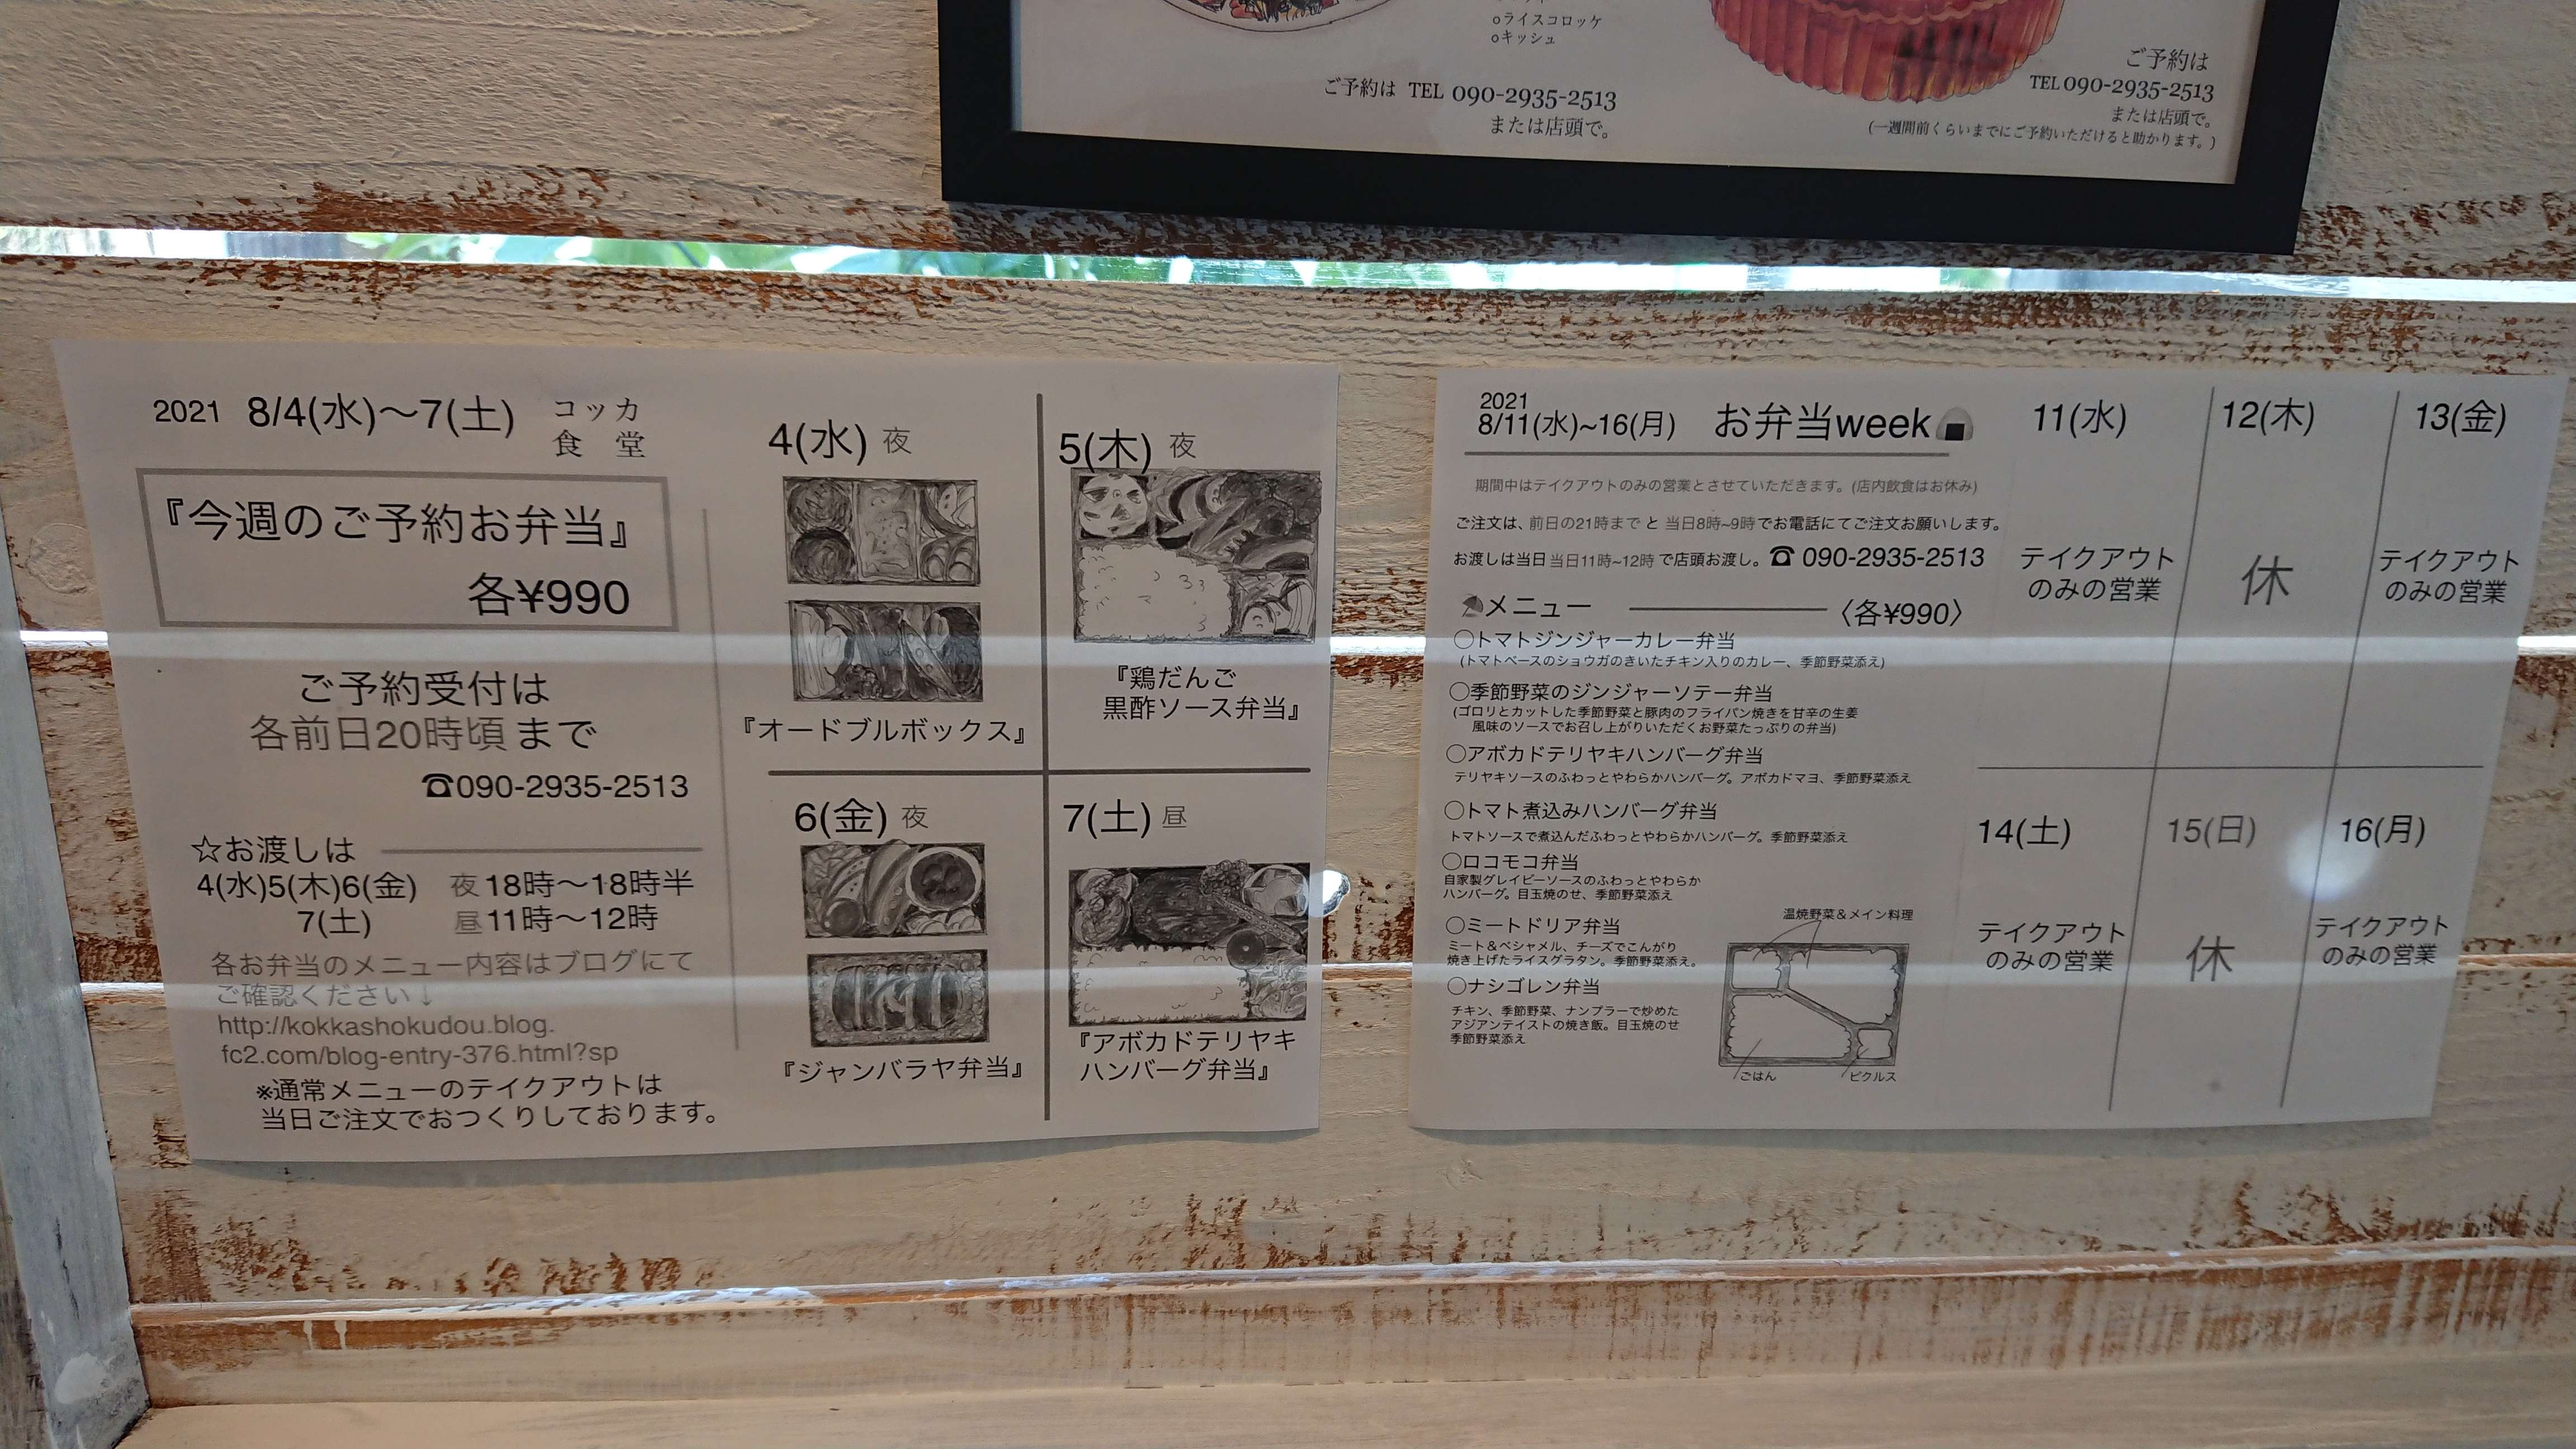 oライスコロッケ
oキッシュ
ご予約は TEL 090-2935-2513
または店頭で。
ご予約は
TEL 090-2935-2513
または店頭で。
(一週間前くらいまでにご予約いただけると助かります。)
2021 8/4(水)〜7(土)
コッカ
食 堂
『今週のご予約お弁当』
各¥990
ご予約受付は
各前日20時頃まで
☎090-2935-2513
☆お渡しは
4(水)5(木)6(金) 夜18時〜18時半
7(土) 昼11時〜12時
各お弁当のメニュー内容はブログにて
ご確認ください↓
http://kokkashokudou.blog.
fc2.com/blog-entry-376.html?sp
※通常メニューのテイクアウトは
当日ご注文でおつくりしております。
4(水) 夜
『オードブルボックス』
5(木) 夜
『鶏だんご
黒酢ソース弁当』
6(金) 夜
『ジャンバラヤ弁当』
7(土) 昼
『アボカドテリヤキ
ハンバーグ弁当』
2021
8/11(水)~16(月) お弁当week🍙
期間中はテイクアウトのみの営業とさせていただきます。(店内飲食はお休み)
ご注文は、前日の21時まで と 当日8時~9時でお電話にてご注文お願いします。
お渡しは当日 当日11時~12時 で店頭お渡し。☎ 090-2935-2513
メニュー 〈各¥990〉
〇トマトジンジャーカレー弁当
(トマトベースのショウガのきいたチキン入りのカレー、季節野菜添え)
〇季節野菜のジンジャーソテー弁当
(ゴロリとカットした季節野菜と豚肉のフライパン焼きを甘辛の生姜
風味のソースでお召し上がりいただくお野菜たっぷりの弁当)
〇アボカドテリヤキハンバーグ弁当
テリヤキソースのふわっとやわらかハンバーグ。アボカドマヨ、季節野菜添え
〇トマト煮込みハンバーグ弁当
トマトソースで煮込んだふわっとやわらかハンバーグ。季節野菜添え
〇ロコモコ弁当
自家製グレイビーソースのふわっとやわらか
ハンバーグ。目玉焼のせ、季節野菜添え
〇ミートドリア弁当
ミート＆ベシャメル、チーズでこんがり
焼き上げたライスグラタン。季節野菜添え。
〇ナシゴレン弁当
チキン、季節野菜、ナンプラーで炒めた
アジアンテイストの焼き飯。目玉焼のせ
季節野菜添え
温焼野菜＆メイン料理
ごはん
ピクルス
11(水)
テイクアウト
のみの営業
12(木)
休
13(金)
テイクアウト
のみの営業
14(土)
テイクアウト
のみの営業
15(日)
休
16(月)
テイクアウト
のみの営業